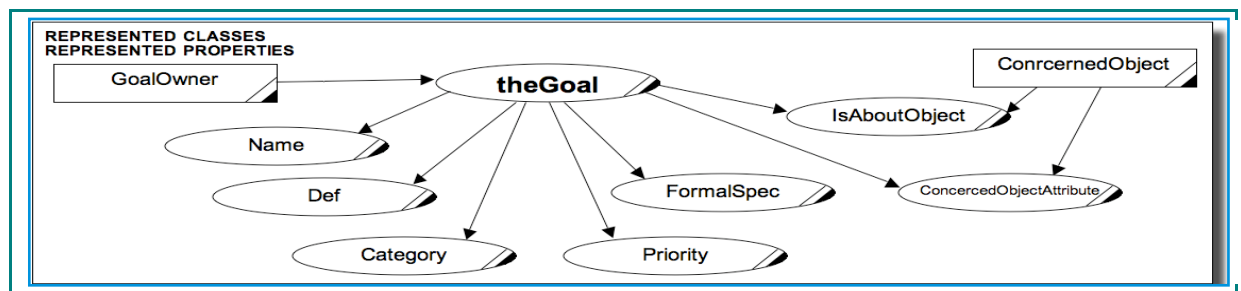 REPRESENTED CLASSES
REPRESENTED PROPERTIES
GoalOwner
theGoal
ConrcernedObject
IsAboutObject
Name
Def
FormalSpec
ConcercedObjectAttribute
Category
Priority